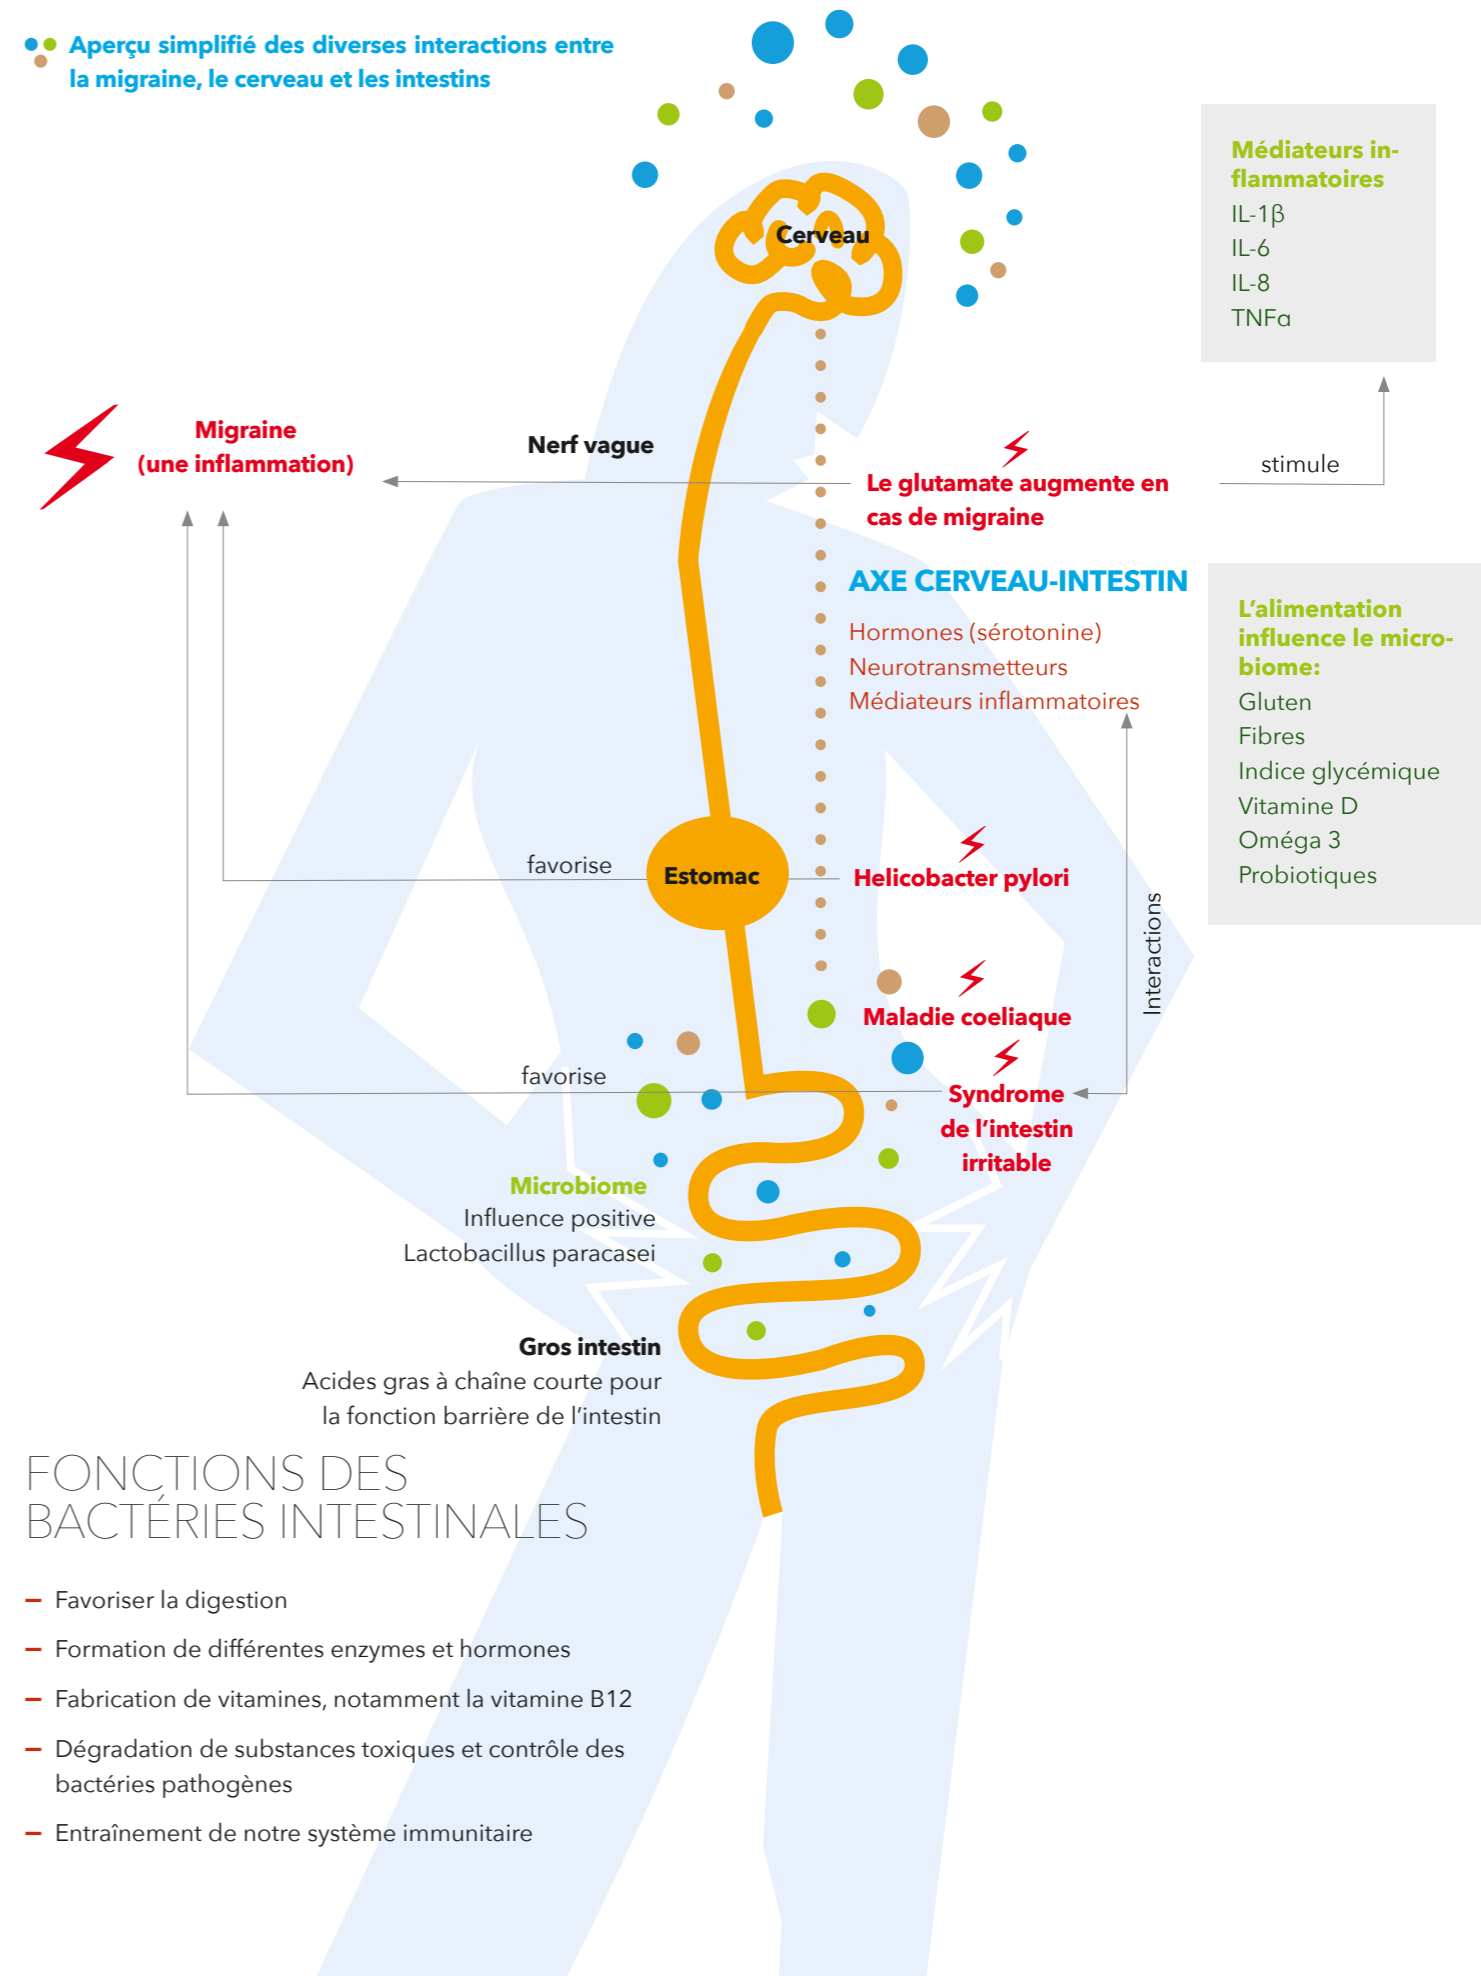 Aperçu simplifié des diverses interactions entre
la migraine, le cerveau et les intestins
Médiateurs in-
flammatoires
IL-1β
IL-6
IL-8
TNFα
Cerveau
Migraine
(une inflammation)
Nerf vague
Le glutamate augmente en
cas de migraine
stimule
AXE CERVEAU-INTESTIN
Hormones (sérotonine)
Neurotransmetteurs
Médiateurs inflammatoires
L’alimentation
influence le micro-
biome:
Gluten
Fibres
Indice glycémique
Vitamine D
Oméga 3
Probiotiques
favorise
Estomac
Helicobacter pylori
Interactions
Maladie coeliaque
favorise
Syndrome
de l’intestin
irritable
Microbiome
Influence positive
Lactobacillus paracasei
Gros intestin
Acides gras à chaîne courte pour
la fonction barrière de l’intestin
FONCTIONS DES
BACTÉRIES INTESTINALES
– Favoriser la digestion
– Formation de différentes enzymes et hormones
– Fabrication de vitamines, notamment la vitamine B12
– Dégradation de substances toxiques et contrôle des
bactéries pathogènes
– Entraînement de notre système immunitaire